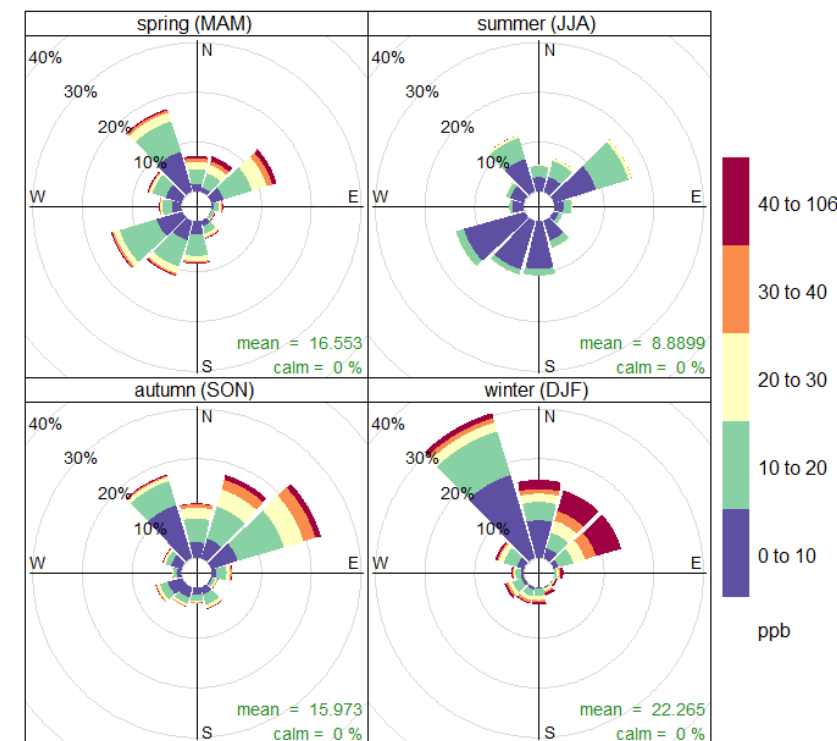 spring (MAM)
N
40%
30%
20%
10%
W
E
mean = 16.553
S
calm = 0 %
summer (JJA)
N
40%
30%
20%
10%
W
E
mean = 8.8899
S
calm = 0 %
autumn (SON)
N
40%
30%
20%
10%
W
E
mean = 15.973
S
calm = 0 %
winter (DJF)
N
40%
30%
20%
10%
W
E
mean = 22.265
S
calm = 0 %
40 to 106
30 to 40
20 to 30
10 to 20
0 to 10
ppb